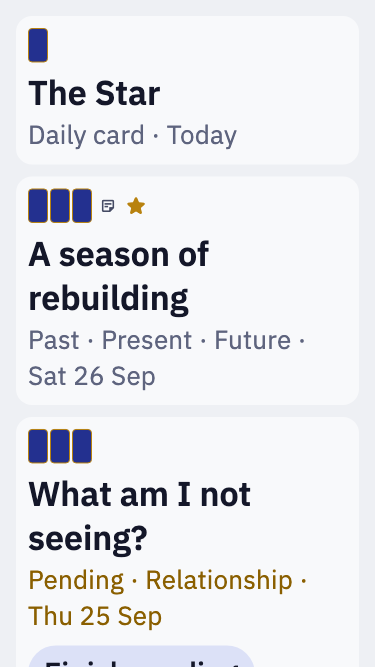 The Star
Daily card · Today
A season of
rebuilding
Past · Present · Future ·
Sat 26 Sep
What am I not
seeing?
Pending · Relationship ·
Thu 25 Sep